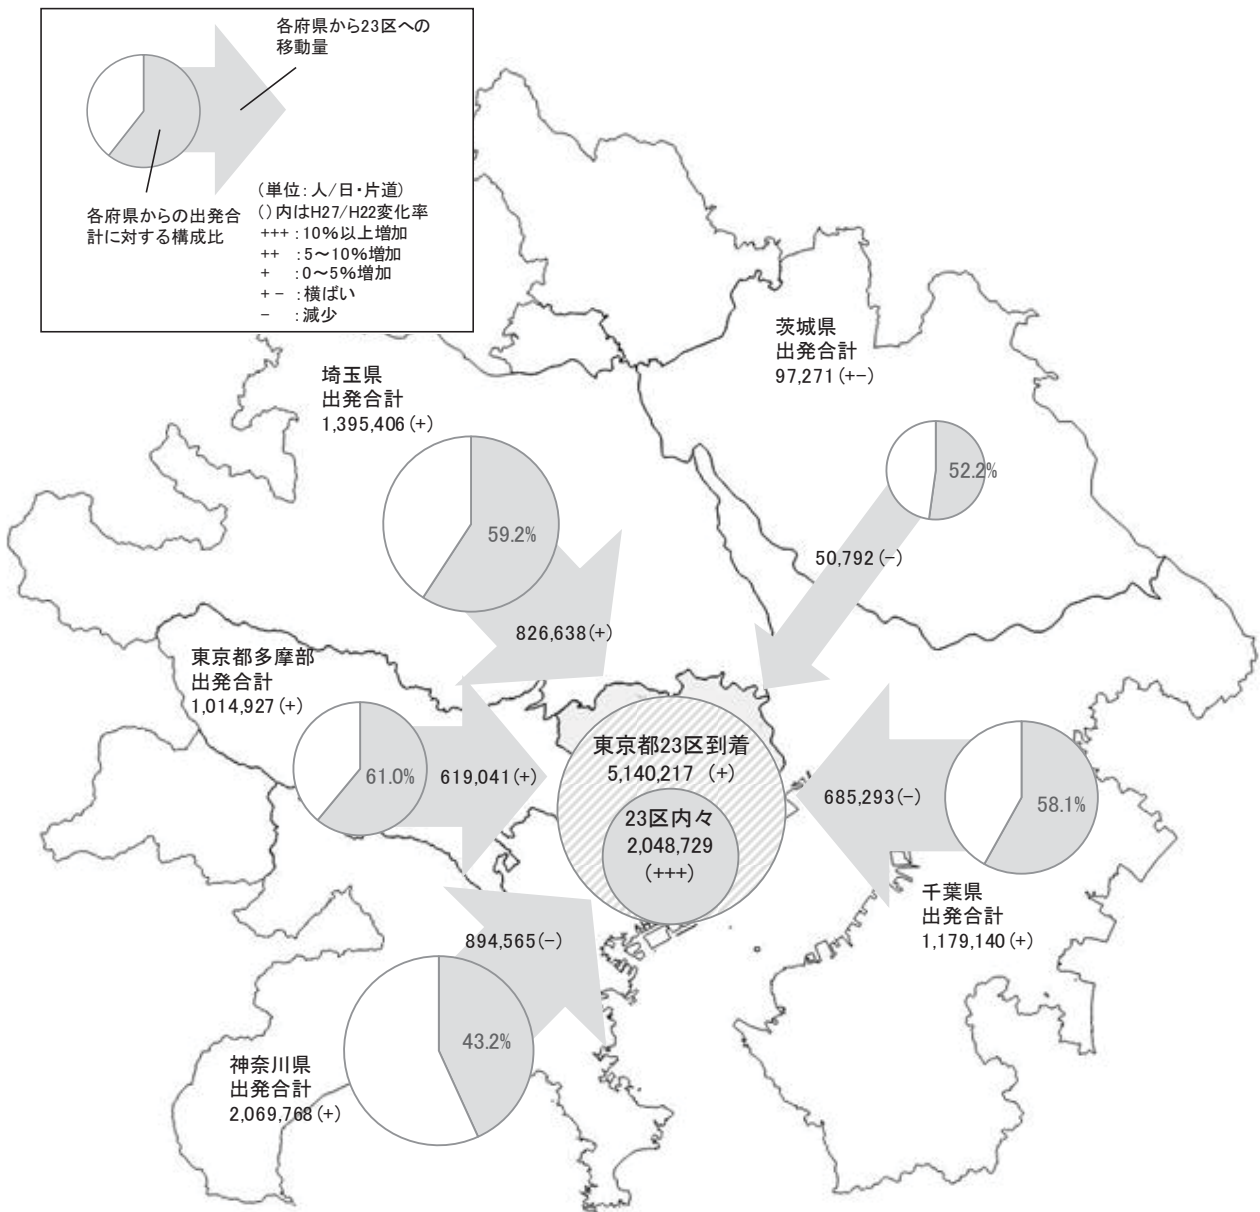 各府県から23区への
移動量
各府県からの出発合
計に対する構成比
(単位:人/日・片道)
()内はH27/H22変化率
+++ :10%以上増加
++ :5～10%増加
+ :0～5%増加
+- :横ばい
- :減少
茨城県
出発合計
97,271(+-)
52.2%
50,792(-)
埼玉県
出発合計
1,395,406(+)
59.2%
826,638(+)
東京都多摩部
出発合計
1,014,927(+)
61.0%
619,041(+)
東京都23区到着
5,140,217 (+)
23区内々
2,048,729
(+++)
685,293(-)
58.1%
千葉県
出発合計
1,179,140(+)
894,565(-)
43.2%
神奈川県
出発合計
2,069,768(+)